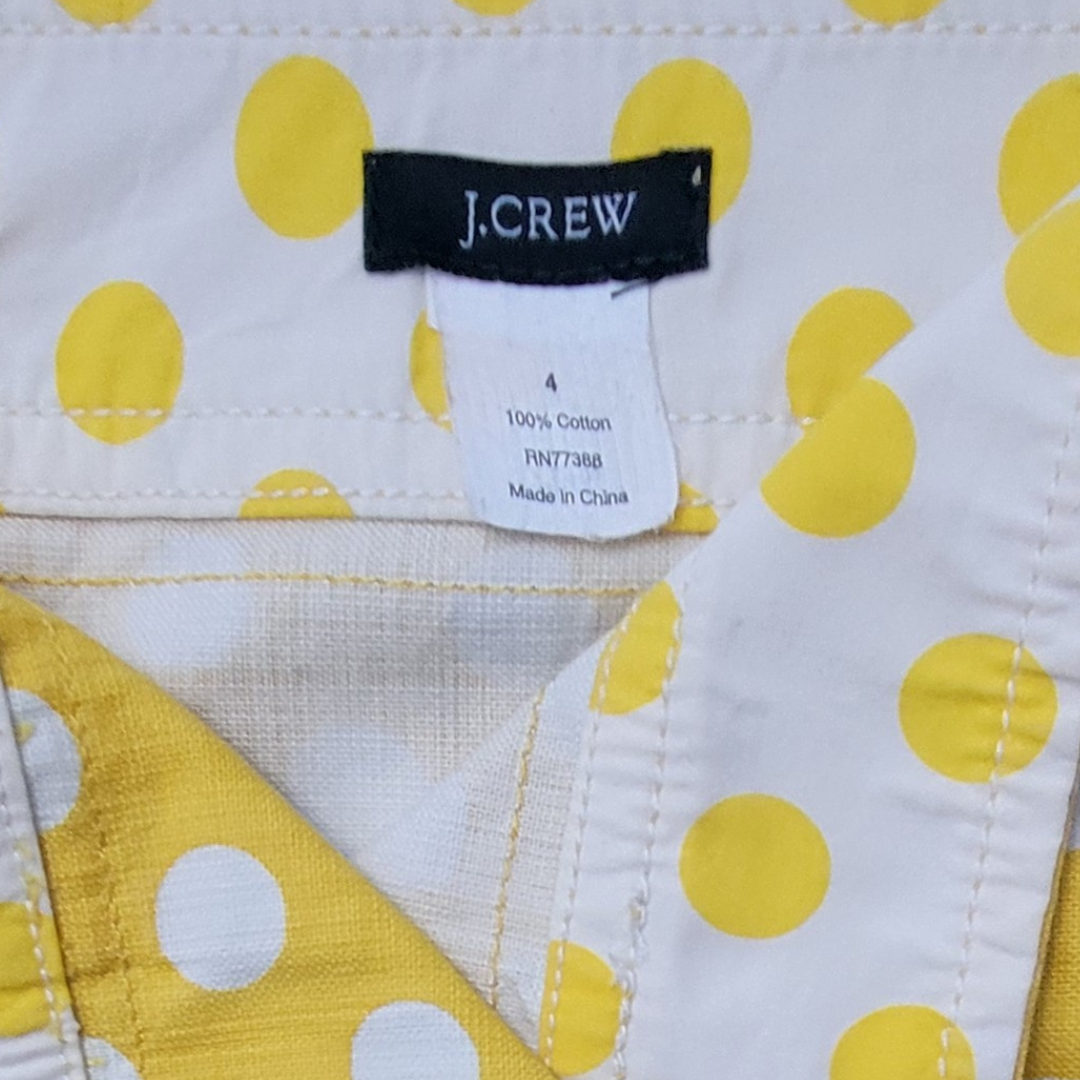 J.CREW
4
100% Cotton
RN77388
Made in China